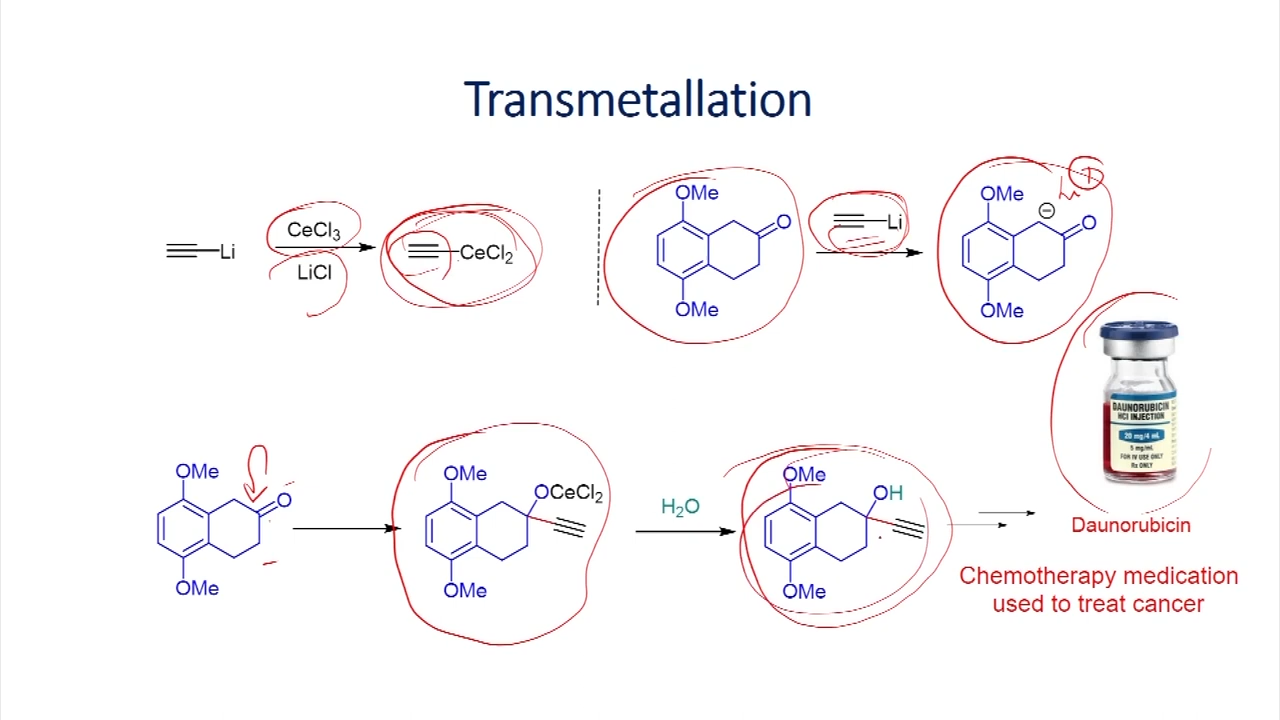 Transmetallation
Li
CeCl3
LiCl
CeCl2
OMe
O
OMe
Li
OMe
⊖
O
OMe
DAUNORUBICIN
HCl INJECTION
20 mg/4 mL
5 mg/mL
FOR IV USE ONLY
Rx ONLY
Daunorubicin
Chemotherapy medication
used to treat cancer
OMe
O
OMe
OMe
OCeCl2
OMe
H2O
OMe
OH
OMe